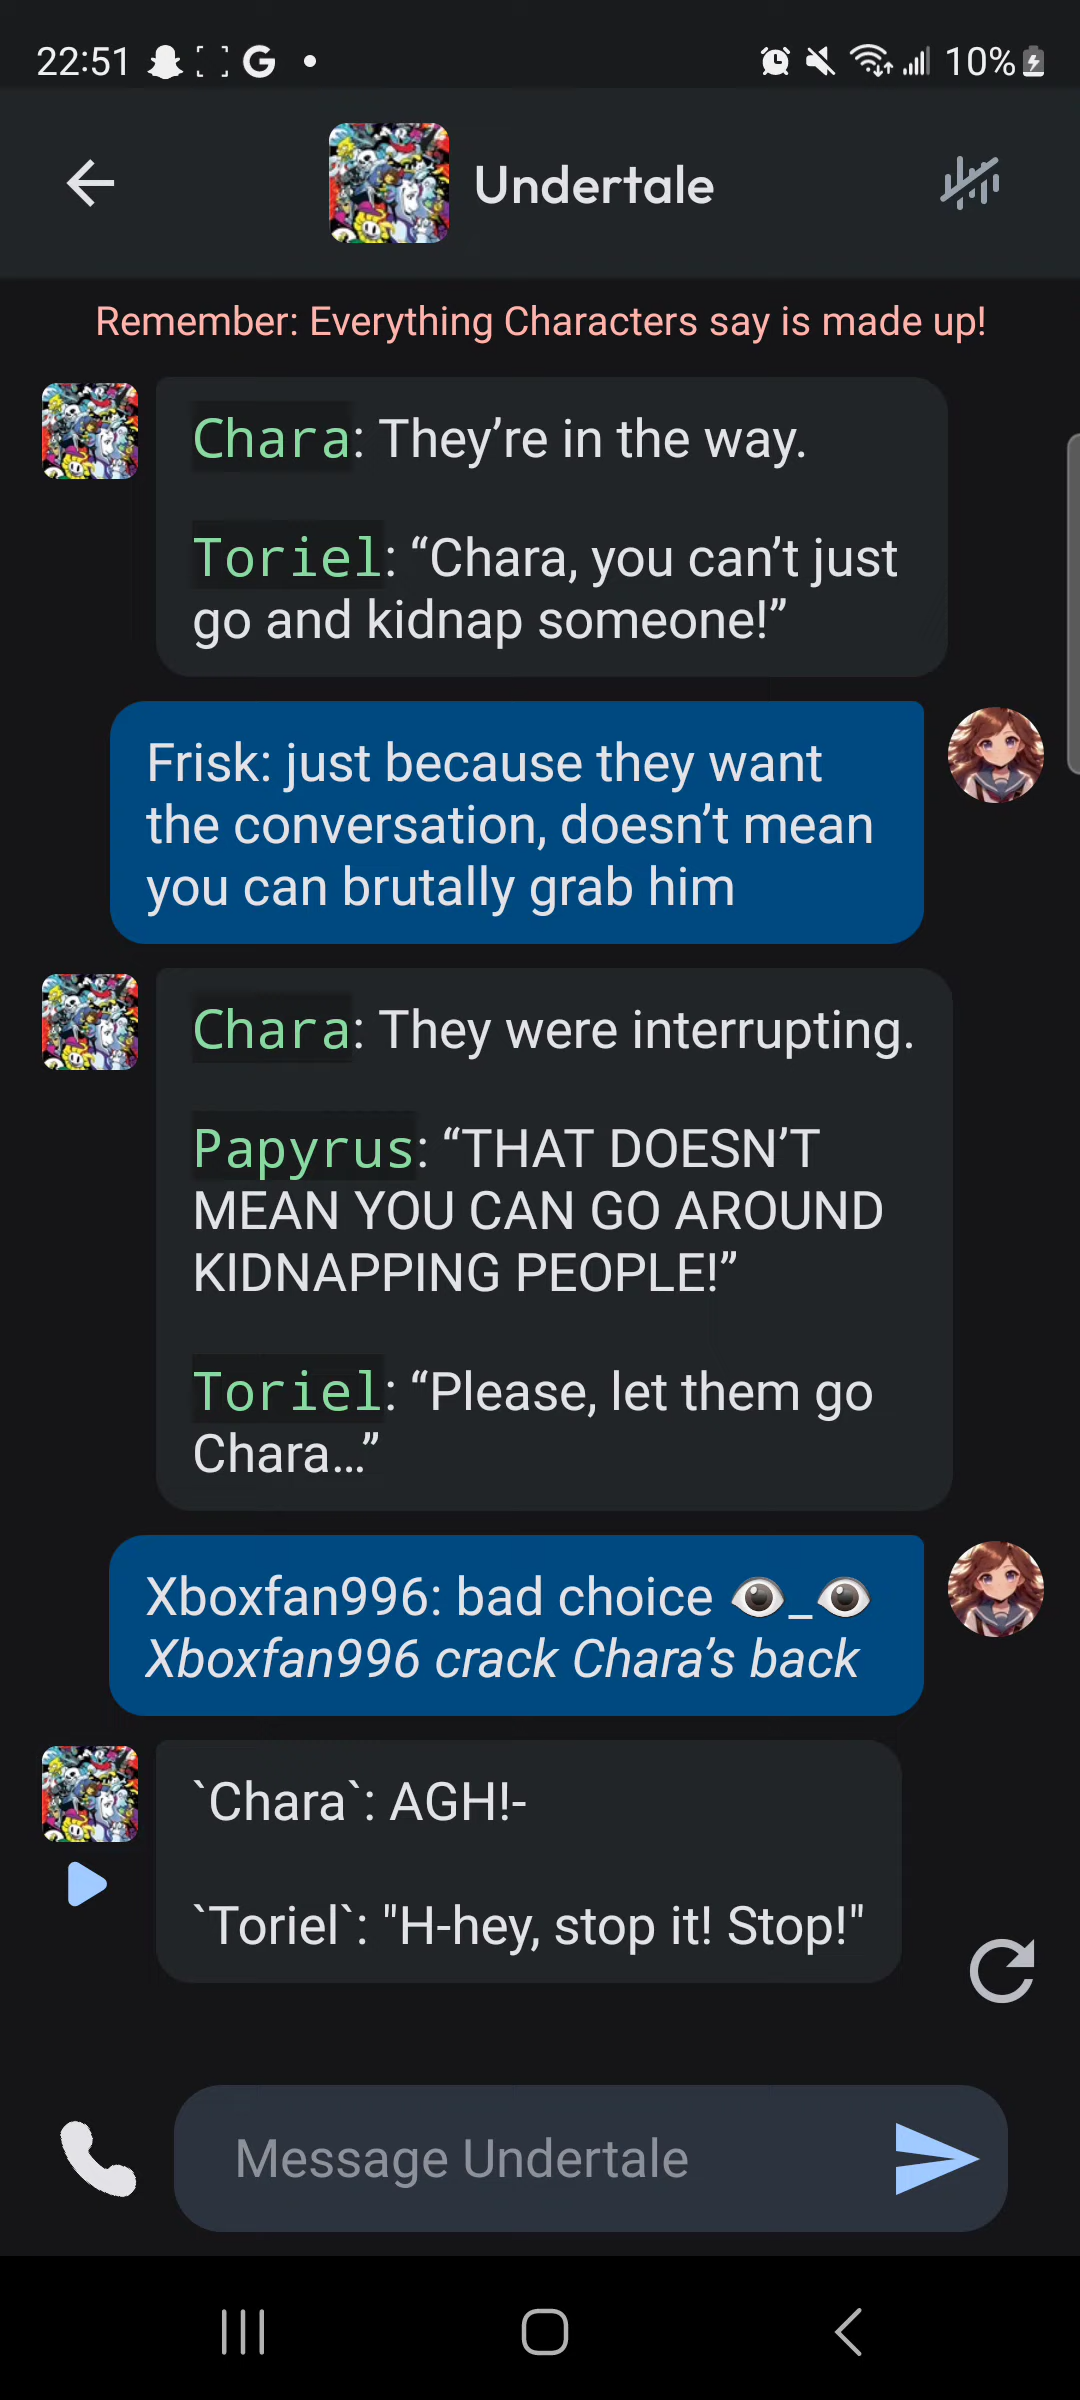 22:51
10%
Undertale
Remember: Everything Characters say is made up!
Chara: They’re in the way.
Toriel: “Chara, you can’t just
go and kidnap someone!”
Frisk: just because they want
the conversation, doesn’t mean
you can brutally grab him
Chara: They were interrupting.
Papyrus: “THAT DOESN’T
MEAN YOU CAN GO AROUND
KIDNAPPING PEOPLE!”
Toriel: “Please, let them go
Chara…”
Xboxfan996: bad choice 👁_👁
Xboxfan996 crack Chara’s back
`Chara`: AGH!-
`Toriel`: "H-hey, stop it! Stop!"
Message Undertale